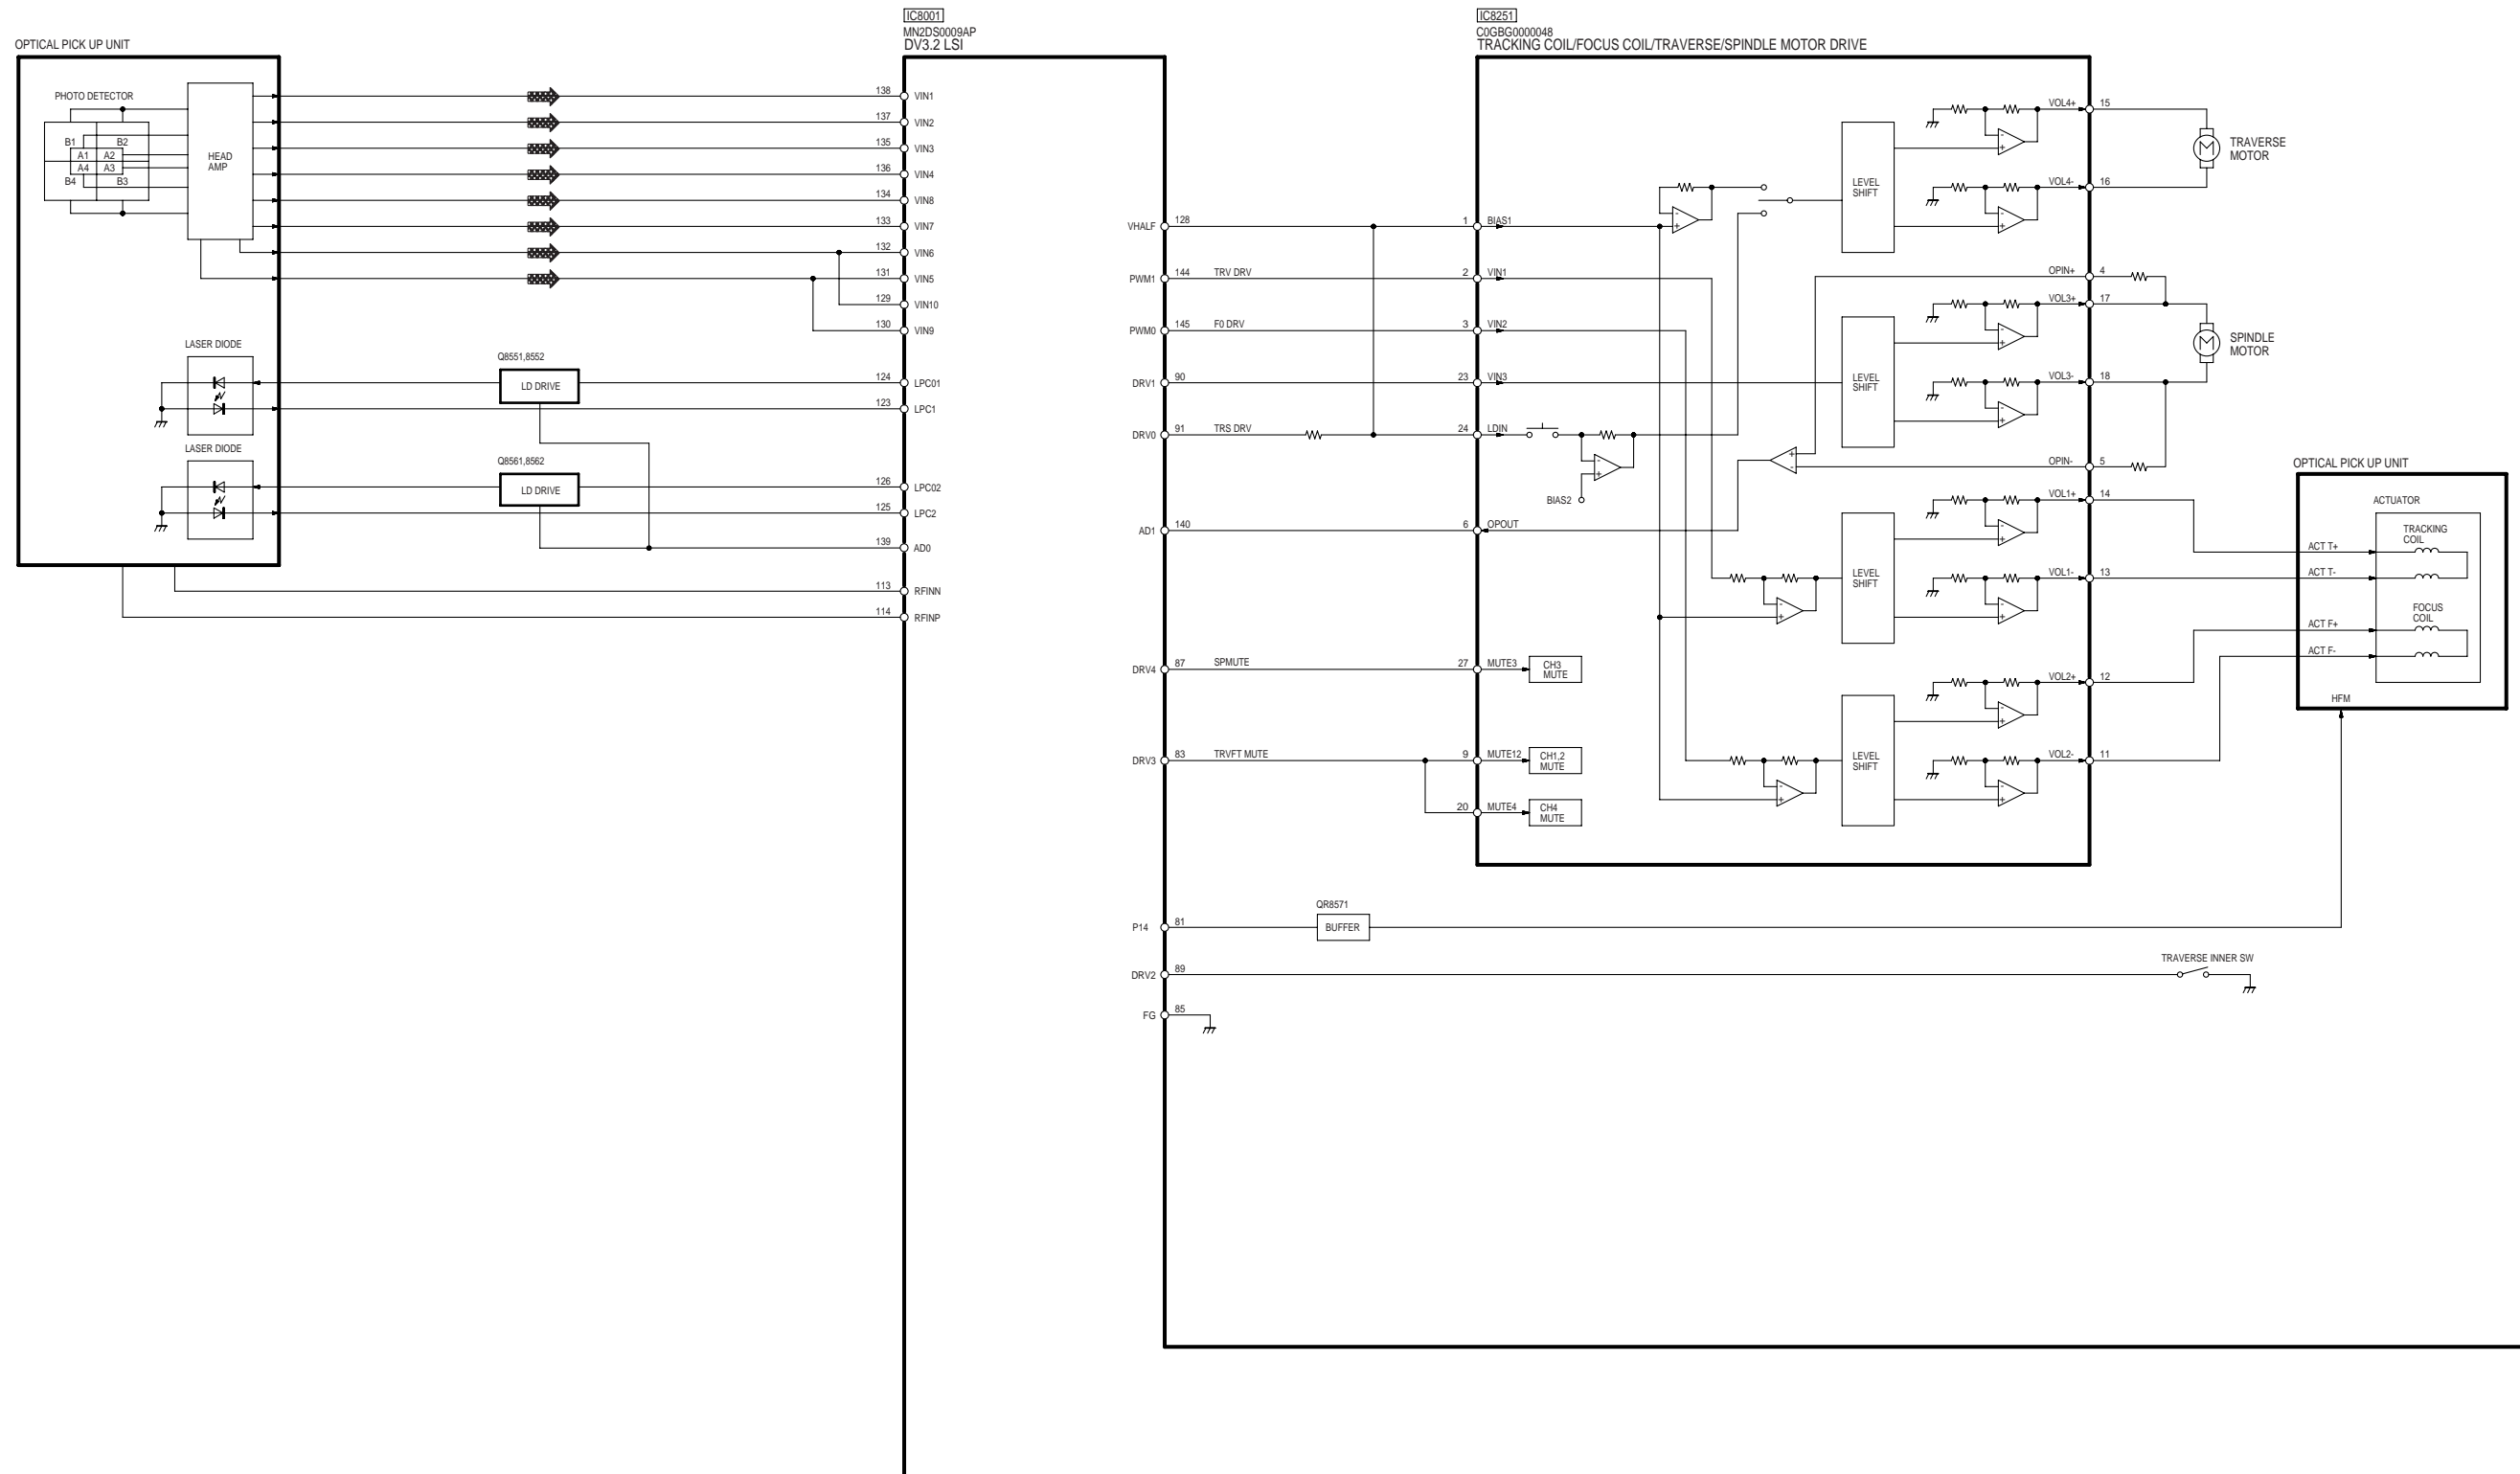 OPTICAL PICK UP UNIT
PHOTO DETECTOR
B1
B2
A1
A2
A4
A3
B4
B3
HEAD
AMP
LASER DIODE
LASER DIODE
Q8551,8552
LD DRIVE
Q8561,8562
LD DRIVE
IC8001
MN2DS0009AP
DV3.2 LSI
138 VIN1
137 VIN2
135 VIN3
136 VIN4
134 VIN8
133 VIN7
132 VIN6
131 VIN5
129 VIN10
130 VIN9
124 LPC01
123 LPC1
126 LPC02
125 LPC2
139 AD0
113 RFINN
114 RFINP
VHALF 128
PWM1 144 TRV DRV
PWM0 145 F0 DRV
DRV1 90
DRV0 91 TRS DRV
AD1 140
DRV4 87 SPMUTE
DRV3 83 TRVFT MUTE
P14 81
DRV2 89
FG 85
QR8571
BUFFER
IC8251
C0GBG0000048
TRACKING COIL/FOCUS COIL/TRAVERSE/SPINDLE MOTOR DRIVE
1 BIAS1
2 VIN1
3 VIN2
23 VIN3
24 LDIN
BIAS2
6 OPOUT
27 MUTE3
CH3
MUTE
9 MUTE12
CH1,2
MUTE
20 MUTE4
CH4
MUTE
LEVEL
SHIFT
LEVEL
SHIFT
LEVEL
SHIFT
LEVEL
SHIFT
VOL4+ 15
VOL4- 16
OPIN+ 4
VOL3+ 17
VOL3- 18
OPIN- 5
VOL1+ 14
VOL1- 13
VOL2+ 12
VOL2- 11
M
TRAVERSE
MOTOR
M
SPINDLE
MOTOR
OPTICAL PICK UP UNIT
ACTUATOR
TRACKING
COIL
ACT T+
ACT T-
FOCUS
COIL
ACT F+
ACT F-
HFM
TRAVERSE INNER SW